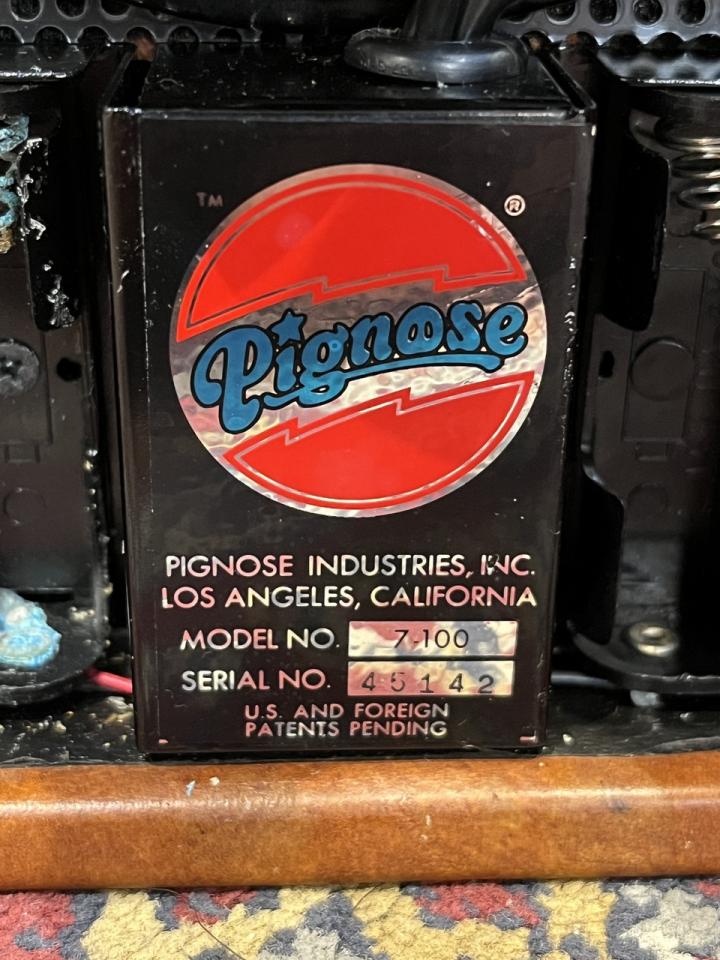 TM
®
Pignose
PIGNOSE INDUSTRIES, INC.
LOS ANGELES, CALIFORNIA
MODEL NO. 7-100
SERIAL NO. 45142
U.S. AND FOREIGN
PATENTS PENDING